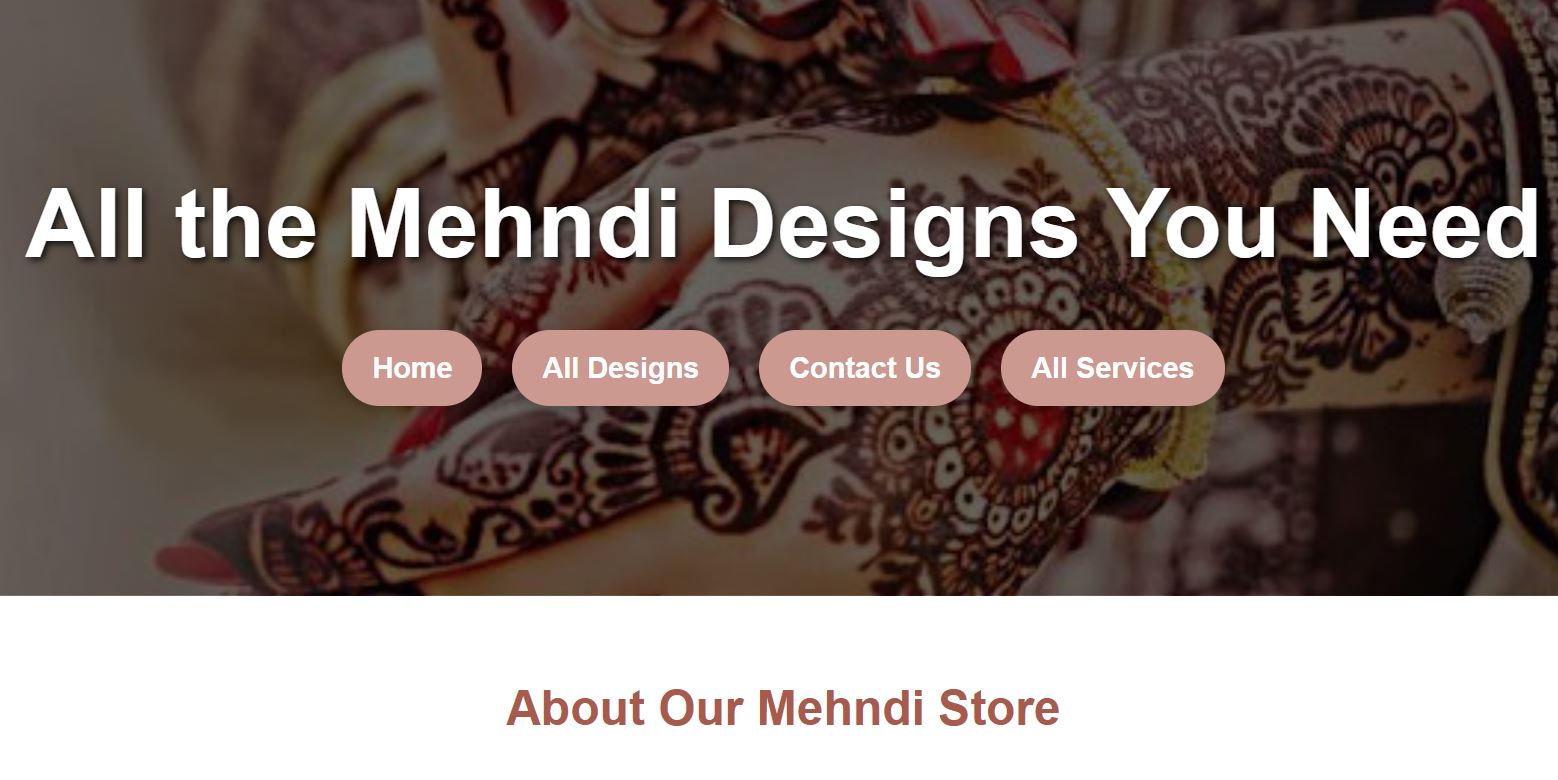 All the Mehndi Designs You Need
Home All Designs Contact Us All Services
About Our Mehndi Store